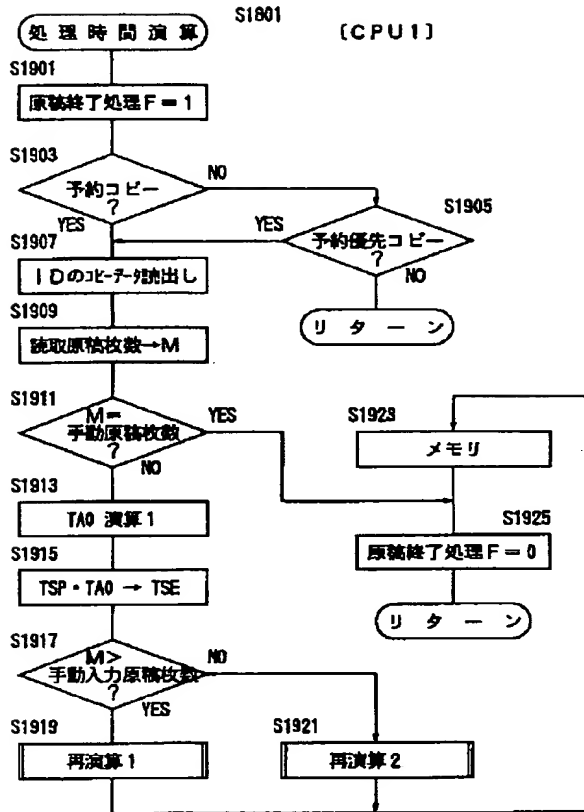 S1801
処理時間演算
〔CPU1〕
S1901
原稿終了処理F=1
S1903
予約コピー
?
NO
YES
S1905
予約優先コピー
?
YES
NO
リターン
S1907
IDのコピーデータ読出し
S1909
読取原稿枚数→M
S1911
M=
手動原稿枚数
?
YES
NO
S1923
メモリ
S1913
TAO 演算1
S1925
原稿終了処理F=0
リターン
S1915
TSP・TAO → TSE
S1917
M>
手動入力原稿枚数
?
NO
YES
S1919
再演算1
S1921
再演算2